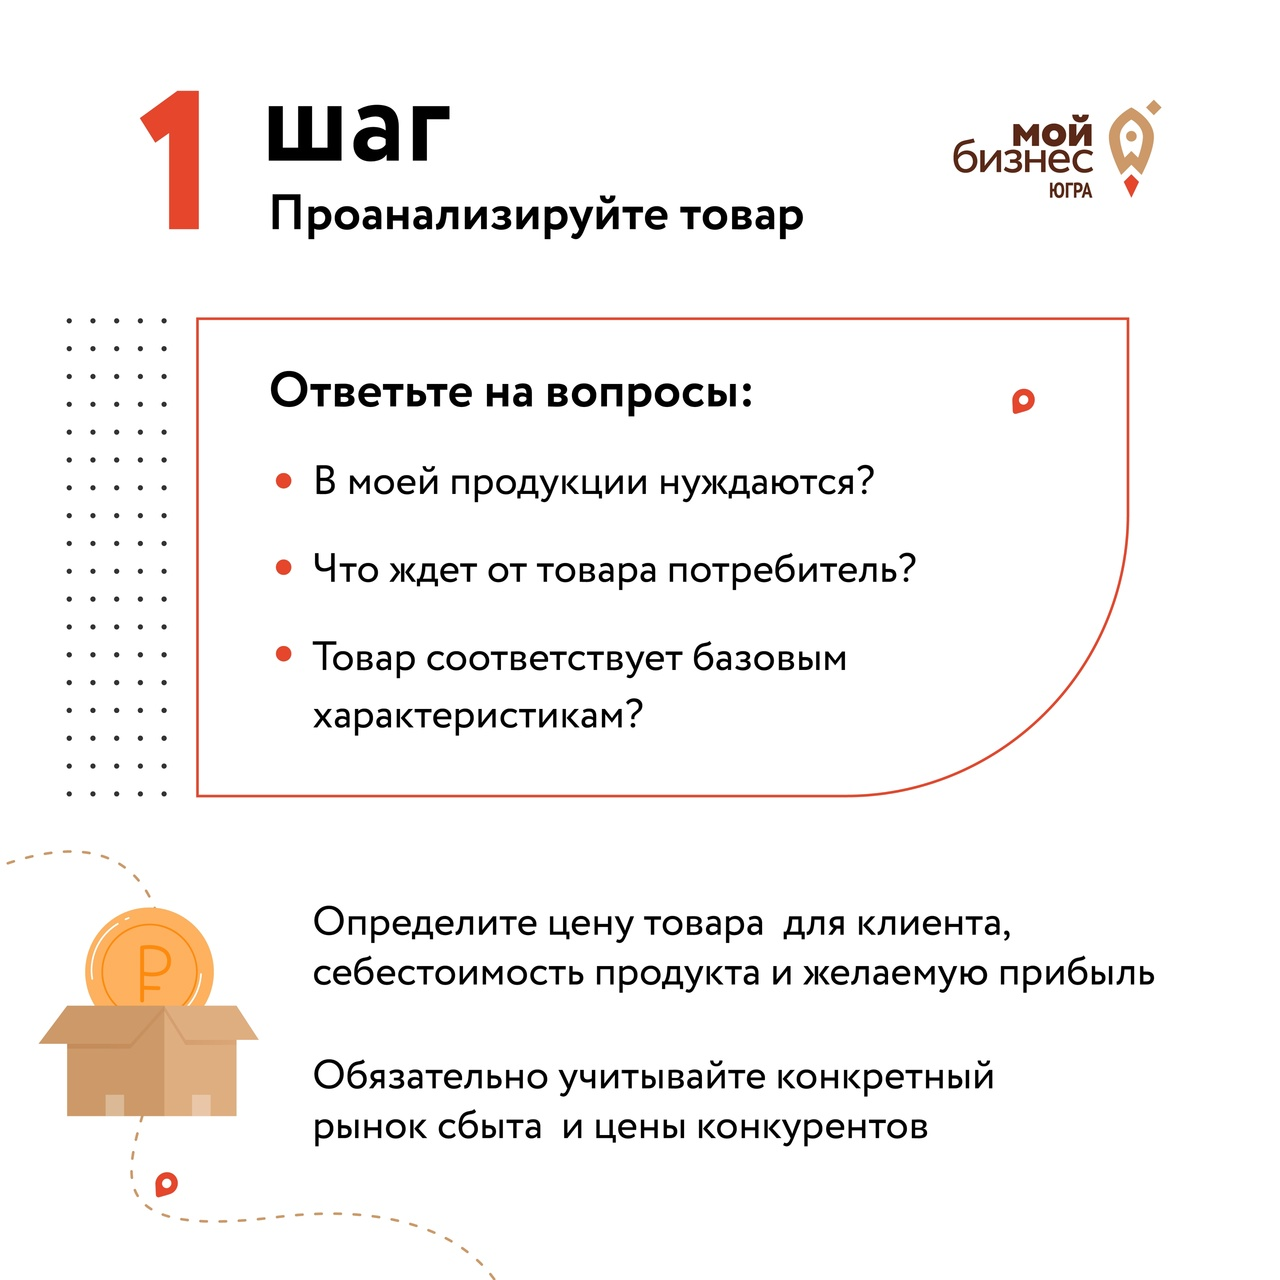 1 шаг
Проанализируйте товар
мой
бизнес
ЮГРА
Ответьте на вопросы:
В моей продукции нуждаются?
Что ждет от товара потребитель?
Товар соответствует базовым
характеристикам?
Определите цену товара для клиента,
себестоимость продукта и желаемую прибыль
Обязательно учитывайте конкретный
рынок сбыта и цены конкурентов
₽